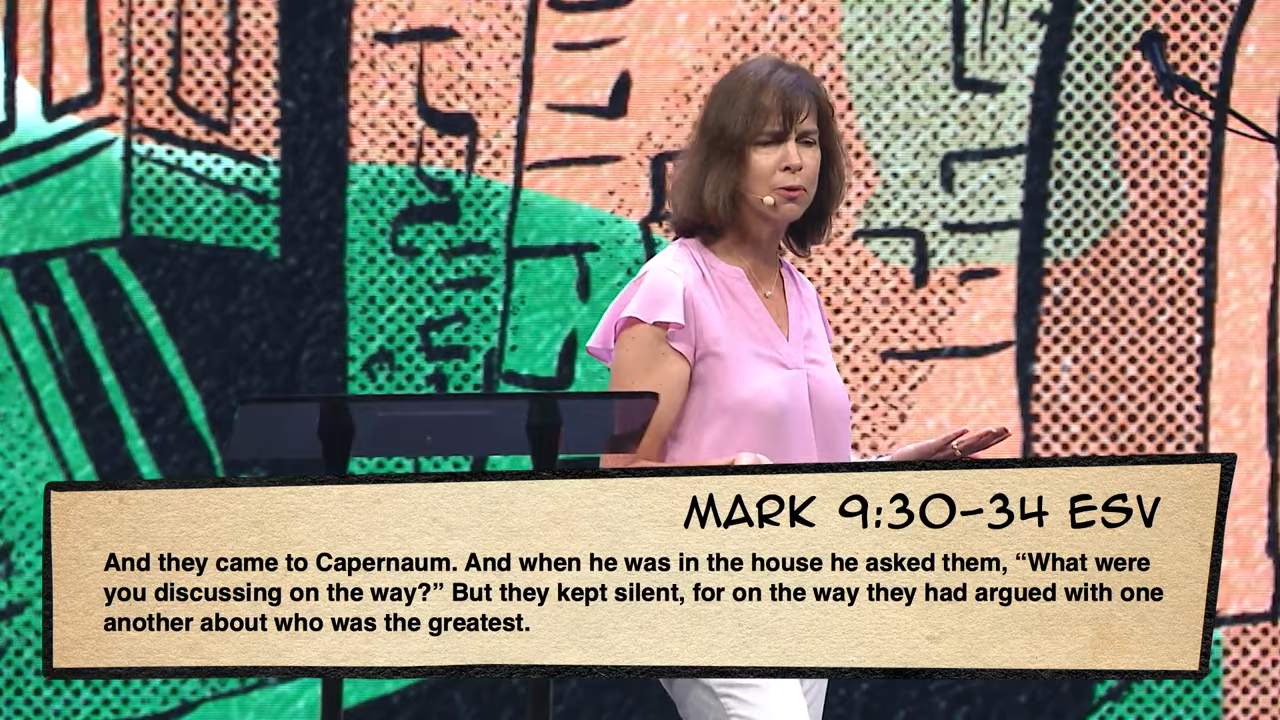 MARK 9:30-34 ESV
And they came to Capernaum. And when he was in the house he asked them, “What were
you discussing on the way?” But they kept silent, for on the way they had argued with one
another about who was the greatest.